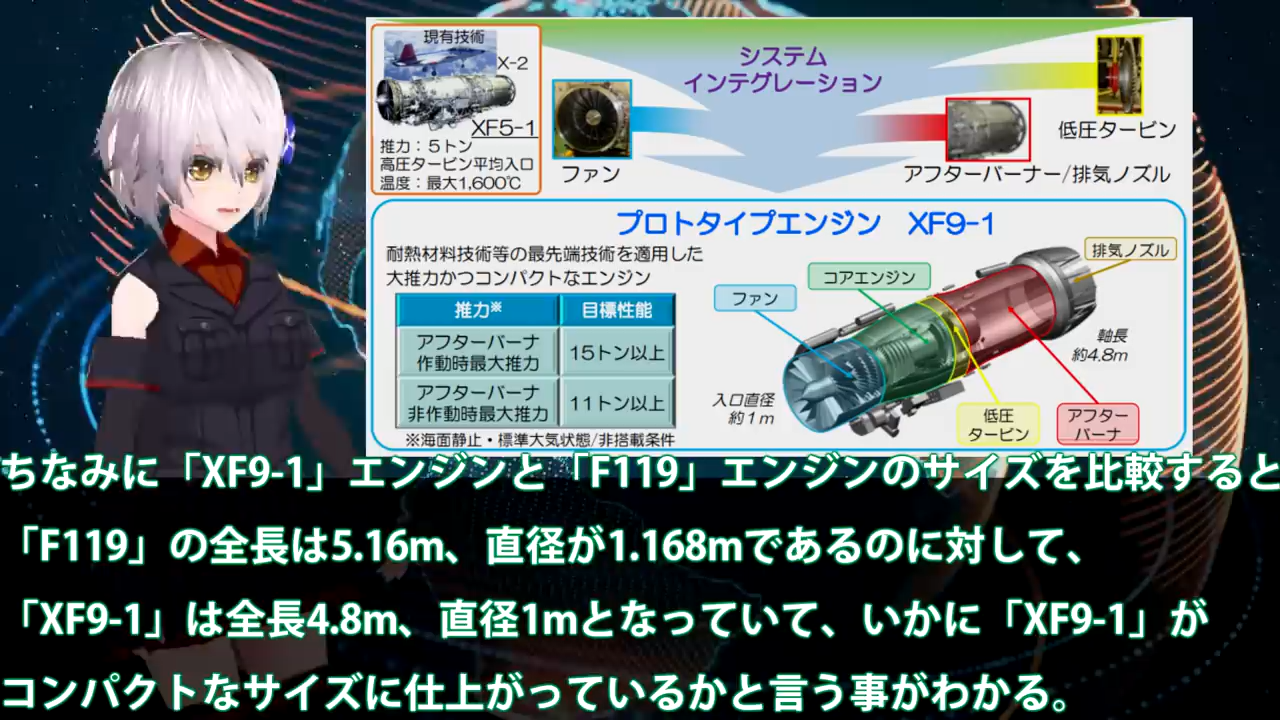 現有技術
X-2
XF5-1
推力：５トン
高圧タービン平均入口
温度：最大1,600℃
システム
インテグレーション
ファン
低圧タービン
アフターバーナー/排気ノズル
プロトタイプエンジン　XF9-1
耐熱材料技術等の最先端技術を適用した
大推力かつコンパクトなエンジン
推力※
目標性能
アフターバーナ
作動時最大推力
15トン以上
アフターバーナ
非作動時最大推力
11トン以上
※海面静止・標準大気状態/非搭載条件
ファン
コアエンジン
排気ノズル
軸長
約4.8m
入口直径
約１m
低圧
タービン
アフター
バーナ
ちなみに「XF9-1」エンジンと「F119」エンジンのサイズを比較すると
「F119」の全長は5.16m、直径が1.168mであるのに対して、
「XF9-1」は全長4.8m、直径1mとなっていて、いかに「XF9-1」が
コンパクトなサイズに仕上がっているかと言う事がわかる。